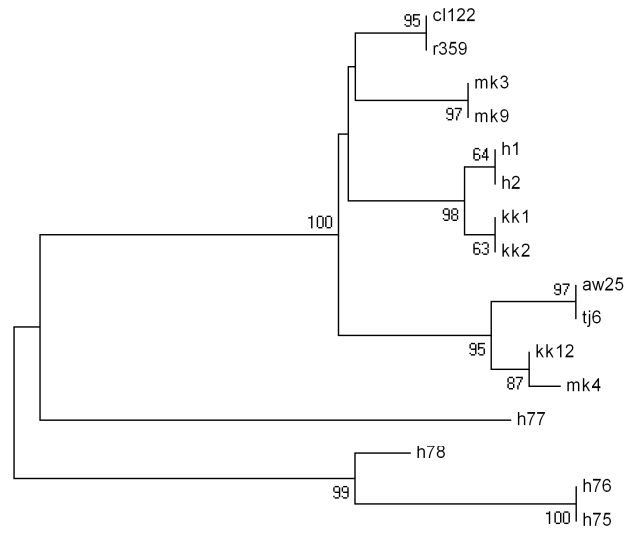 95 cl122
r359
mk3
97 mk9
64 h1
h2
98 kk1
63 kk2
100
97 aw25
tj6
95 kk12
87 mk4
h77
h78
99 h76
100 h75